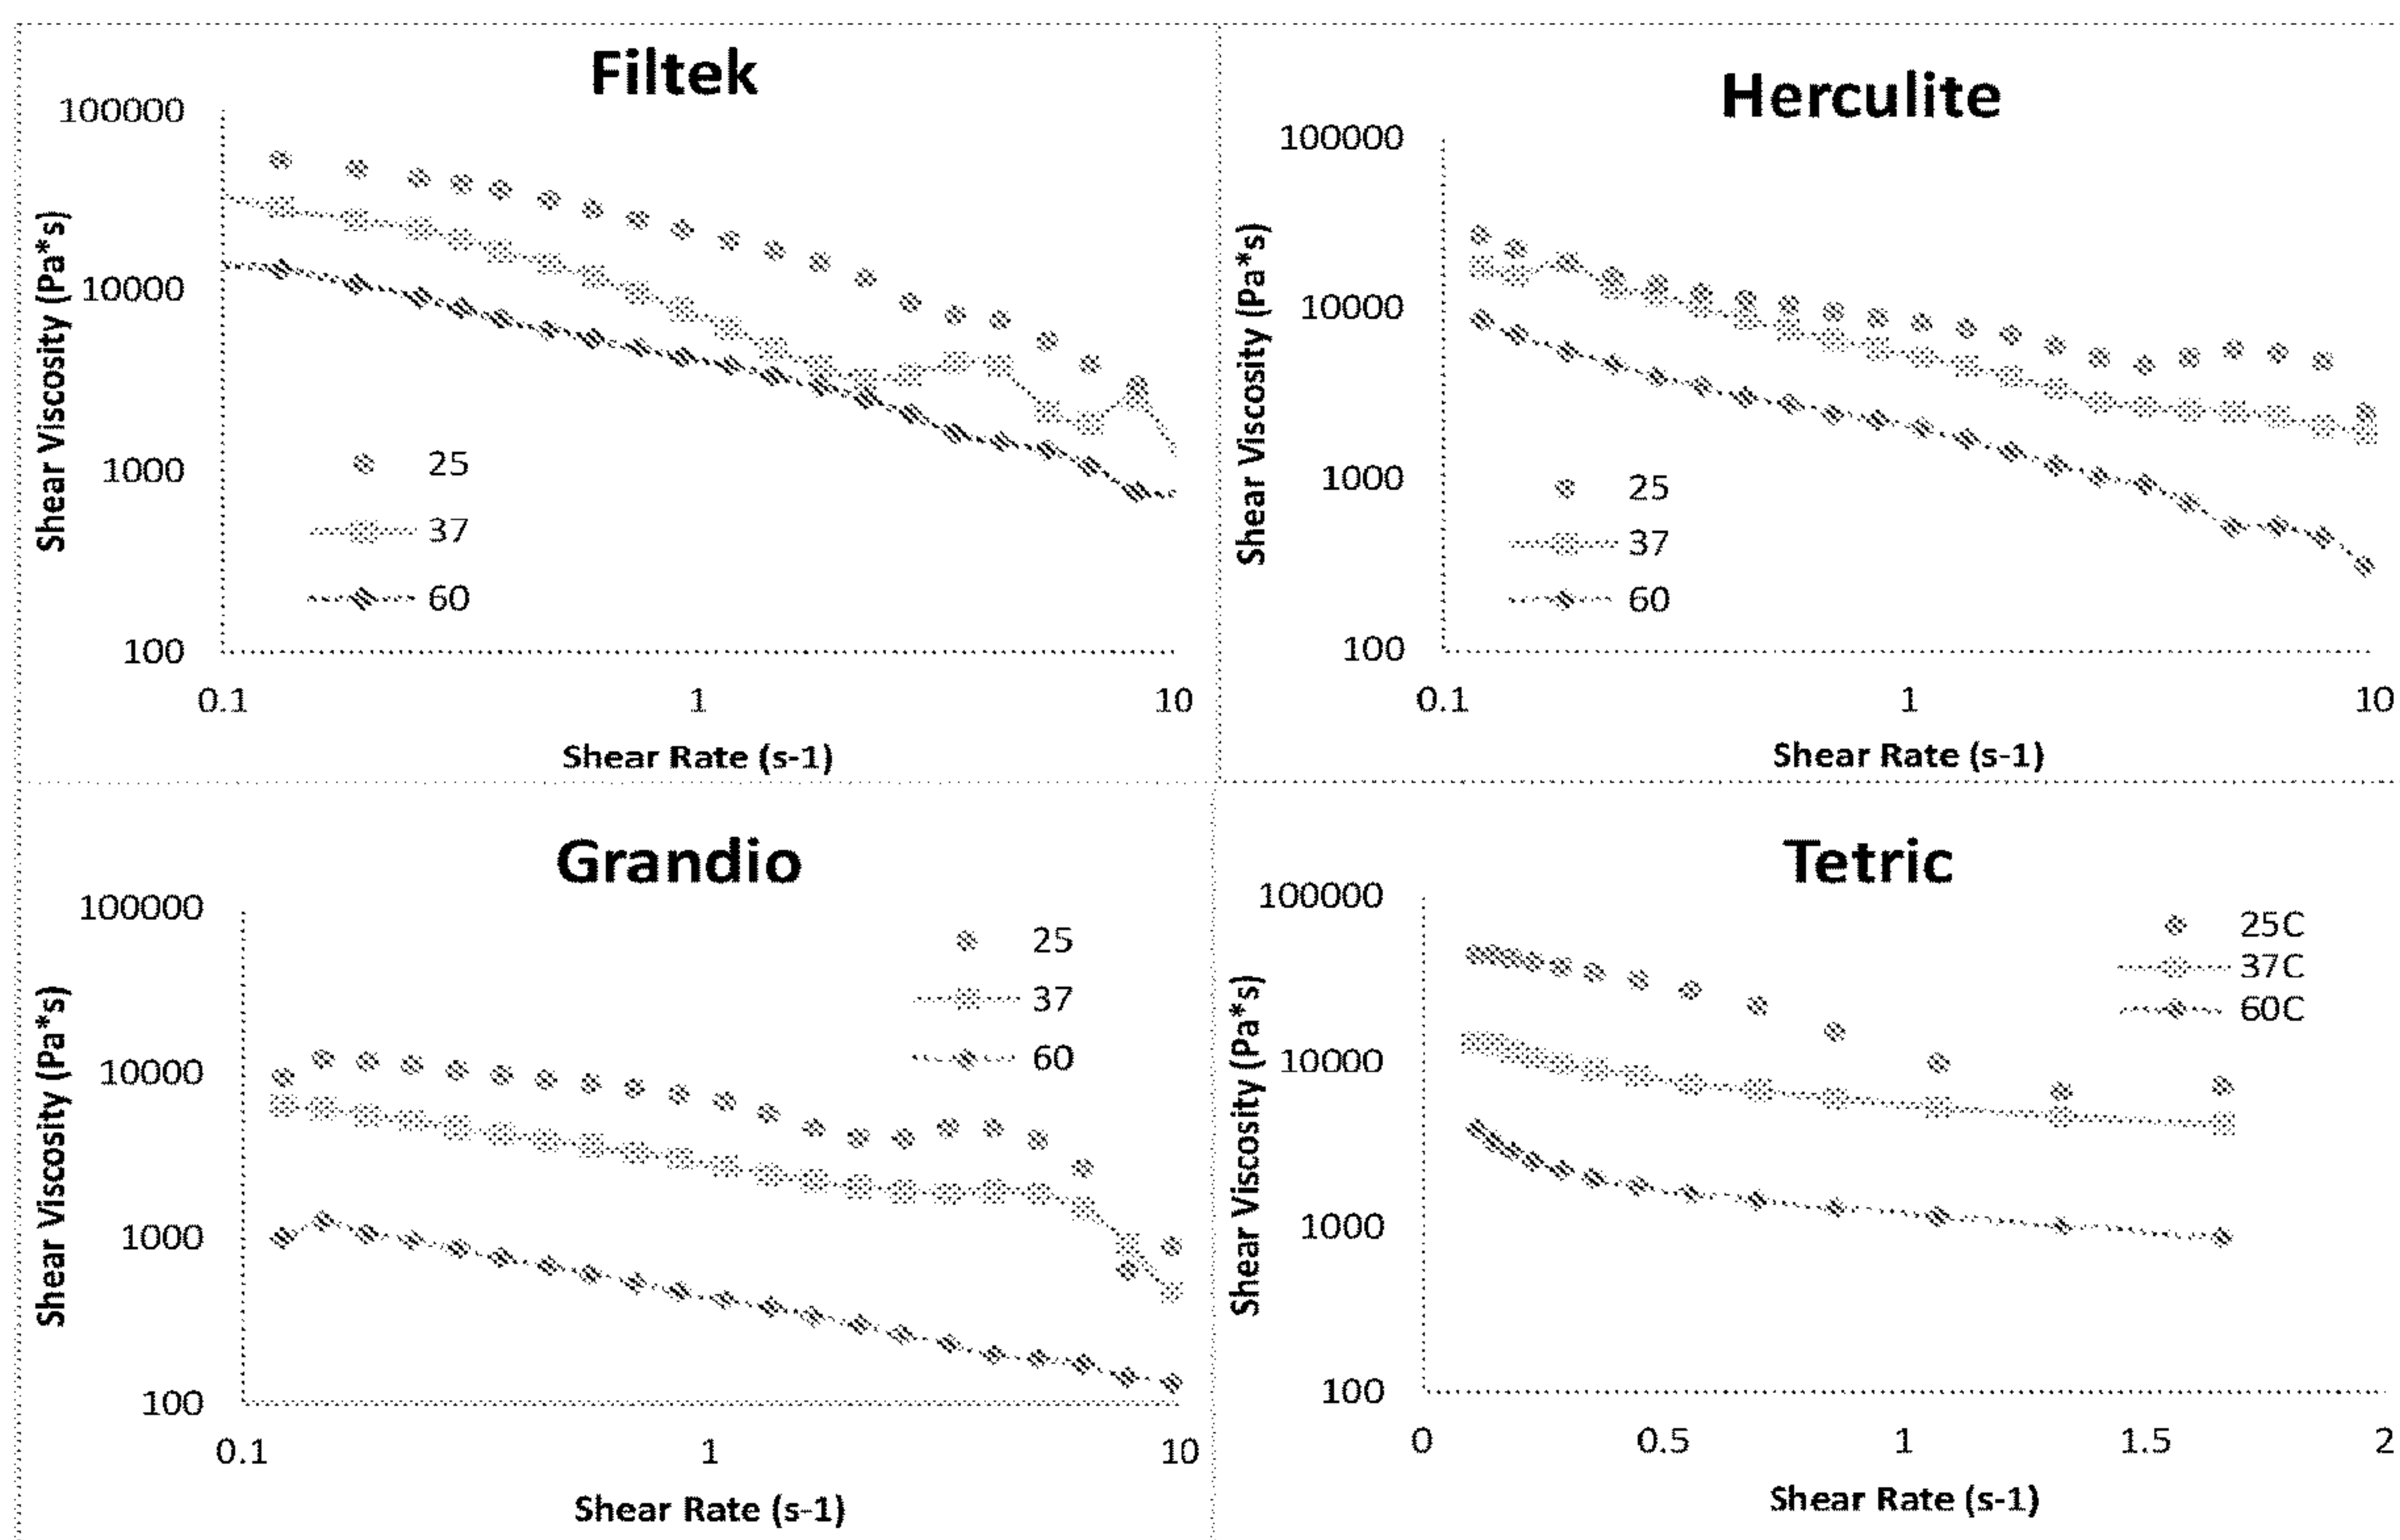 Filtek
100000
10000
1000
100
Shear Viscosity (Pa*s)
25
37
60
0.1 1 10
Shear Rate (s-1)
Herculite
100000
10000
1000
100
Shear Viscosity (Pa*s)
25
37
60
0.1 1 10
Shear Rate (s-1)
Grandio
100000
10000
1000
100
Shear Viscosity (Pa*s)
25
37
60
0.1 1 10
Shear Rate (s-1)
Tetric
100000
10000
1000
100
Shear Viscosity (Pa*s)
25C
37C
60C
0 0.5 1 1.5 2
Shear Rate (s-1)